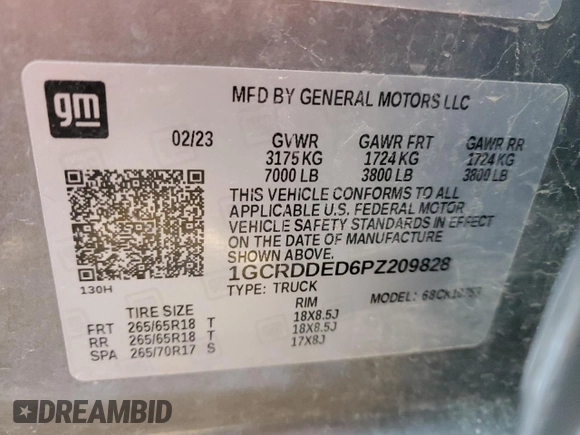 gm
MFD BY GENERAL MOTORS LLC
02/23 GVWR GAWR FRT GAWR RR
3175 KG 1724 KG 1724 KG
7000 LB 3800 LB 3800 LB
THIS VEHICLE CONFORMS TO ALL
APPLICABLE U.S. FEDERAL MOTOR
VEHICLE SAFETY STANDARDS IN EFFECT
ON THE DATE OF MANUFACTURE
SHOWN ABOVE.
130H
1GCRDDED6PZ209828
TYPE: TRUCK MODEL:
TIRE SIZE RIM
FRT 265/65R18 T 18X8.5J
RR 265/65R18 T 18X8.5J
SPA 265/70R17 S 17X8J
DREAMBID